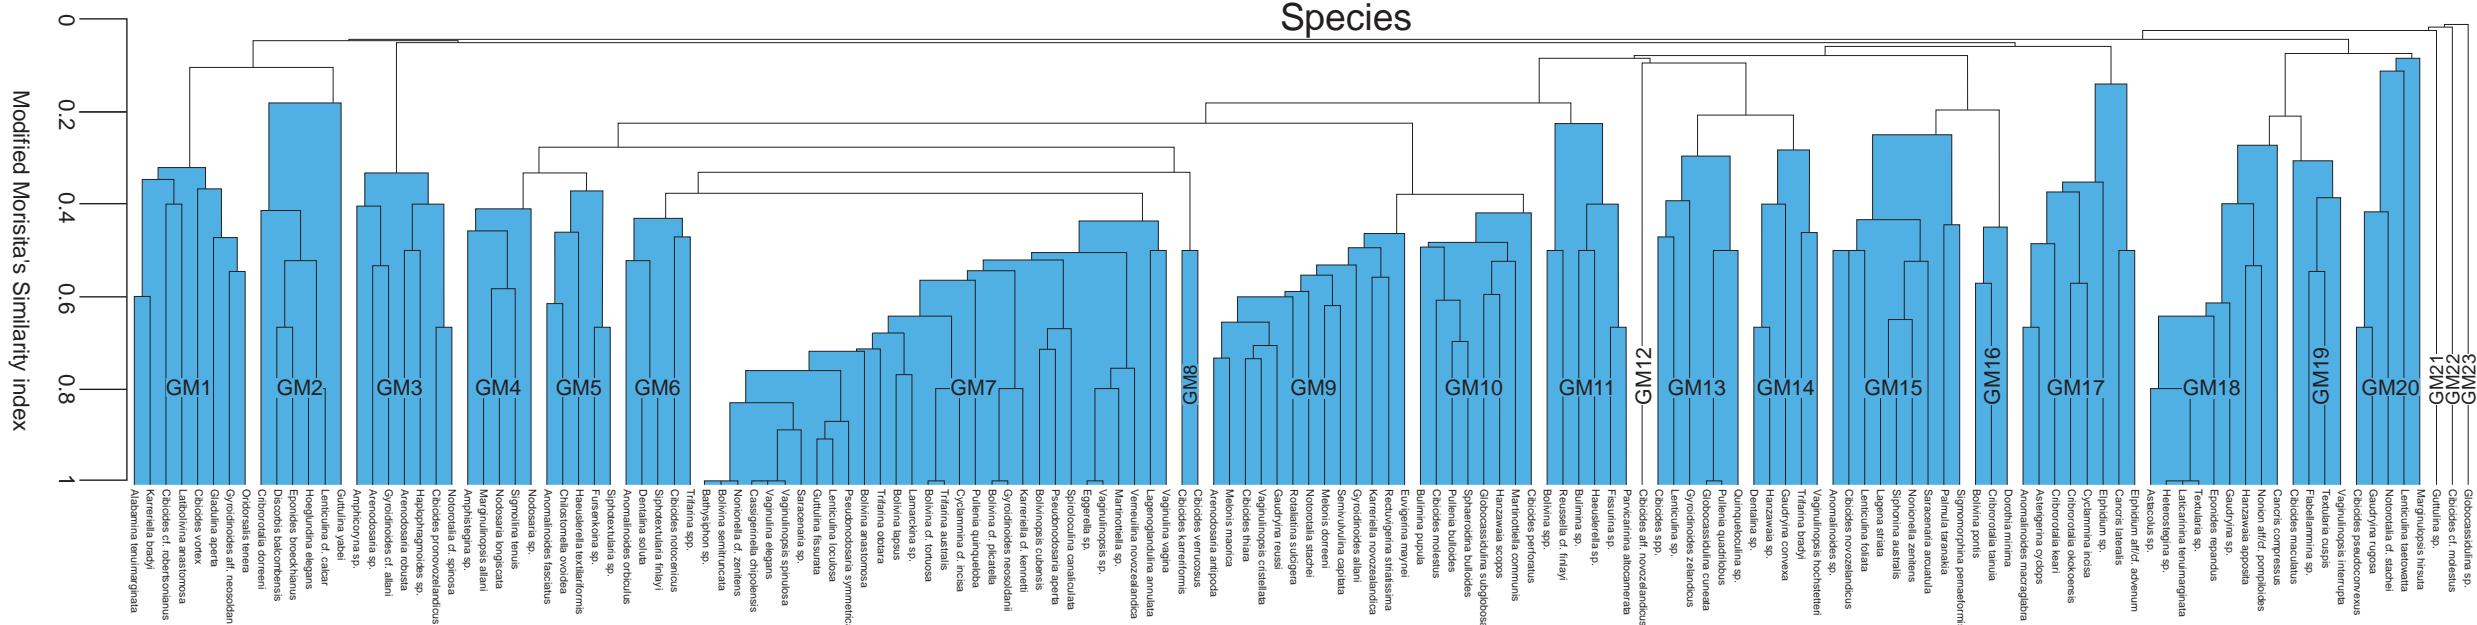 Species
Modified Morisita's Similarity index
0
0.2
0.4
0.6
0.8
1
GM1
GM2
GM3
GM4
GM5
GM6
GM7
GM8
GM9
GM10
GM11
GM12
GM13
GM14
GM15
GM16
GM17
GM18
GM19
GM20
GM21
GM22
GM23
Alabamina tenuimarginata
Karreriella bradyi
Cibicides cf. robertsonianus
Latibolivina anastomosa
Cibicides vortex
Gladulina aperta
Gyroidinoides aff. neosoldan
Oridorsalis tenera
Cribrorotalia dorreeni
Discorbis balcombensis
Eponides broeckhianus
Hoeglundina elegans
Lenticulina cf. calcar
Guttulina yabei
Amphicoryna sp.
Arenodosaria sp.
Gyroidinoides cf. allani
Arenodosaria robusta
Haplophragmoides sp.
Cibicides pronovozelandicus
Notorotalia cf. spinosa
Amphistegina sp.
Marginulinopsis allani
Nodosaria longiscata
Sigmoilina tenuis
Nodosaria sp.
Anomalinoides fasciatus
Chilostomella ovoidea
Haeuslerella textilariformis
Fursenkoina sp.
Siphotextularia sp.
Anomalinoides orbiculus
Dentalina soluta
Siphotextularia finlayi
Cibicides notocenicus
Trifarina spp.
Bathysiphon sp.
Bolivina semitruncata
Nonionella cf. zenitens
Cassigerinella chipolensis
Vaginulina elegans
Vaginulinopsis spinulosa
Saracenaria sp.
Guttulina fissurata
Lenticulina loculosa
Pseudonodosaria symmetrica
Bolivina anastomosa
Trifarina ototara
Bolivina lapsus
Lamarckina sp.
Bolivina cf. tortuosa
Trifarina australis
Cyclammina cf. incisa
Pullenia quinqueloba
Bolivina cf. plicatella
Gyroidinoides neosoldanii
Karreriella cf. kennetti
Bolivinopsis cubensis
Pseudonodosaria aperta
Spirolocuilna canaliculata
Eggerella sp.
Vaginulinopsis sp.
Martinottiella sp.
Verneuilina novozealandica
Lagenoglandulina annulata
Vaginulina vagina
Cibicides karreriformis
Cibicides verrucosus
Arenodosaria antipoda
Melonis maorica
Cibicides thiara
Vaginulinopsis cristellata
Gaudryina reussi
Rotaliatina sulcigera
Notorotalia stachei
Melonis dorreeni
Semivulvulina capitata
Gyroidinoides allani
Karreriella novozealandica
Rectuvigerina striatissima
Euvigerina maynei
Bulimina pupula
Cibicides molestus
Pullenia bulloides
Sphaeroidina bulloides
Globocassidulina subglobosa
Hanzawaia scopos
Martinottiella communis
Cibicides perforatus
Bolivina spp.
Reussella cf. finlayi
Bulimina sp.
Haeuslerella sp.
Fissurina sp.
Parvicarinina altocamerata
Cibicides aff. novozelandicus
Cibicides spp.
Lenticulina sp.
Gyroidinoides zelandicus
Globocassidulina cuneata
Pullenia quadriloba
Quinqueloculina sp.
Dentalina sp.
Hanzawaia sp.
Gaudryina convexa
Trifarina bradyi
Vaginulinopsis hochstetteri
Anomalinoides sp.
Cibicides novozelandicus
Lenticulina foliata
Lagena striata
Siphonina australis
Nonionella zenitens
Saracenaria arcuatula
Palmula taranakia
Sigmomorphina pernaeformis
Bolivina pontis
Cribrorotalia tainuia
Dorothia minima
Anomalinoides macraglabra
Asterigerina cyclops
Cribrorotalia keari
Cribrorotalia okokoensis
Cyclammina incisa
Elphidium sp.
Cancris lateralis
Elphidium aff/cf. advenum
Astacolus sp.
Heterostegina sp.
Laticarinina tenuimarginata
Textularia sp.
Eponides repandus
Gaudryina sp.
Hanzawaia apposita
Nonion aff/cf. pompiloides
Cancris compressus
Cibicides maculatus
Flabellammina sp.
Textularia cuspis
Vaginulinopsis interrupta
Cibicides pseudoconvexus
Gaudryina rugosa
Notorotalia cf. stachei
Lenticulina taetowatta
Marginulinopsis hirsuta
Guttulina sp.
Cibicides cf. molestus
Globocassidulina sp.